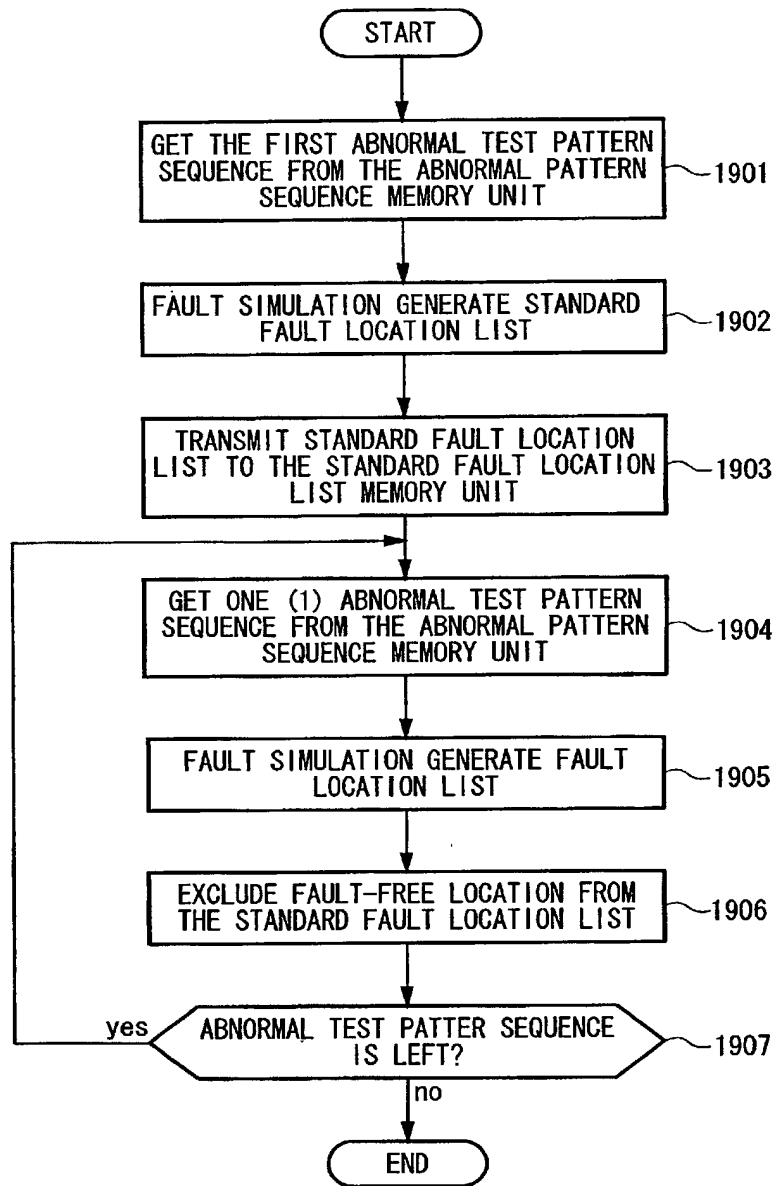 START
GET THE FIRST ABNORMAL TEST PATTERN
SEQUENCE FROM THE ABNORMAL PATTERN
SEQUENCE MEMORY UNIT
1901
FAULT SIMULATION GENERATE STANDARD
FAULT LOCATION LIST
1902
TRANSMIT STANDARD FAULT LOCATION
LIST TO THE STANDARD FAULT LOCATION
LIST MEMORY UNIT
1903
GET ONE (1) ABNORMAL TEST PATTERN
SEQUENCE FROM THE ABNORMAL PATTERN
SEQUENCE MEMORY UNIT
1904
FAULT SIMULATION GENERATE FAULT
LOCATION LIST
1905
EXCLUDE FAULT-FREE LOCATION FROM
THE STANDARD FAULT LOCATION LIST
1906
yes
ABNORMAL TEST PATTER SEQUENCE
IS LEFT?
1907
no
END